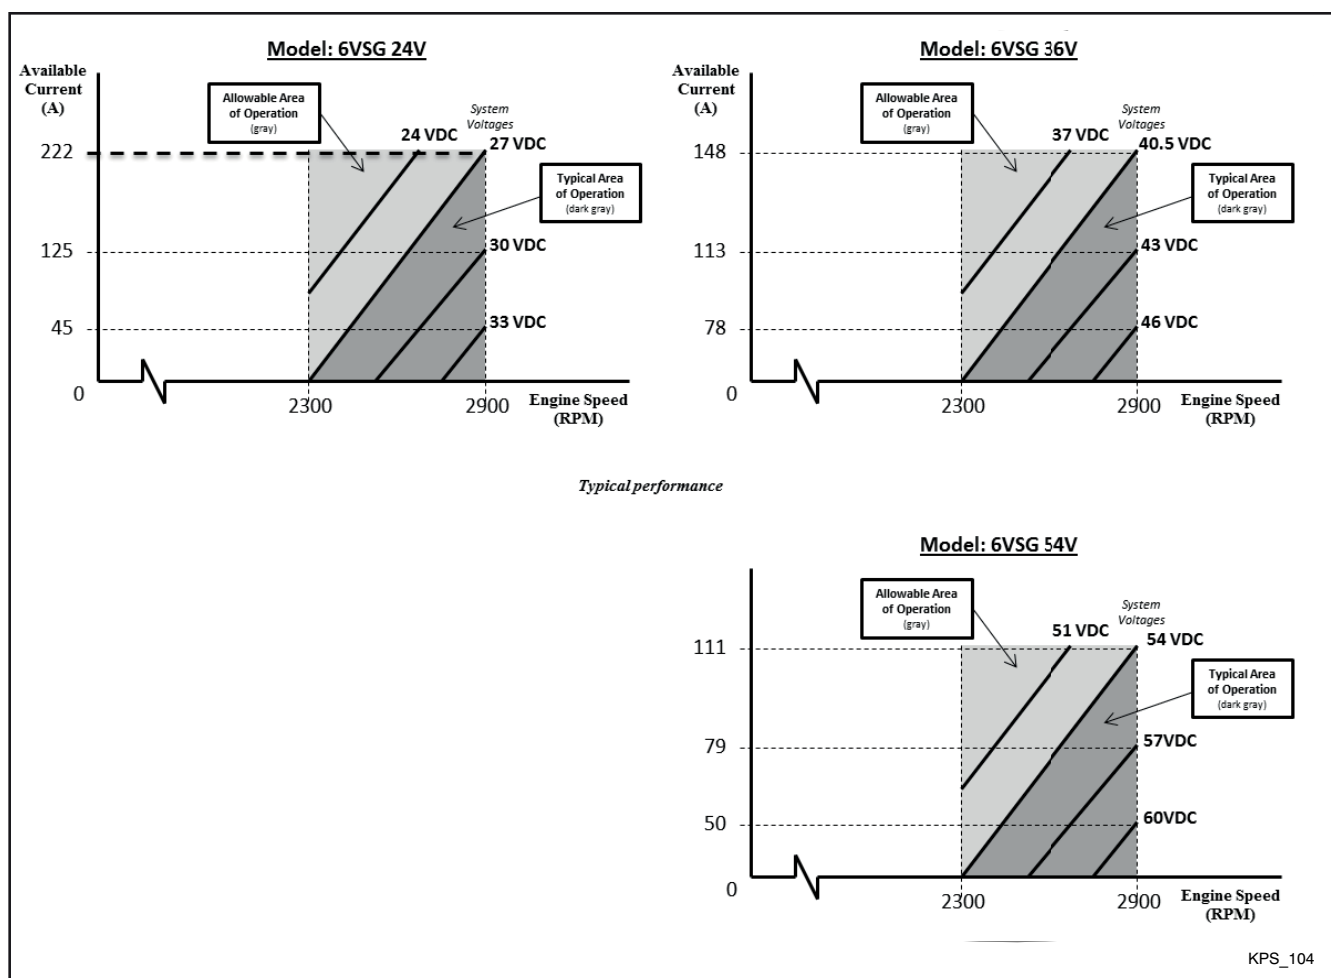 Model: 6VSG 24V
Available
Current
(A)
Allowable Area
of Operation
(gray)
System
Voltages
24 VDC
27 VDC
222
Typical Area
of Operation
(dark gray)
30 VDC
125
33 VDC
45
0
2300
2900
Engine Speed
(RPM)
Model: 6VSG 36V
Available
Current
(A)
Allowable Area
of Operation
(gray)
System
Voltages
37 VDC
40.5 VDC
148
Typical Area
of Operation
(dark gray)
43 VDC
113
46 VDC
78
0
2300
2900
Engine Speed
(RPM)
Typical performance
Model: 6VSG 54V
Allowable Area
of Operation
(gray)
System
Voltages
51 VDC
54 VDC
111
Typical Area
of Operation
(dark gray)
57VDC
79
60VDC
50
0
2300
2900
Engine Speed
(RPM)
KPS_104